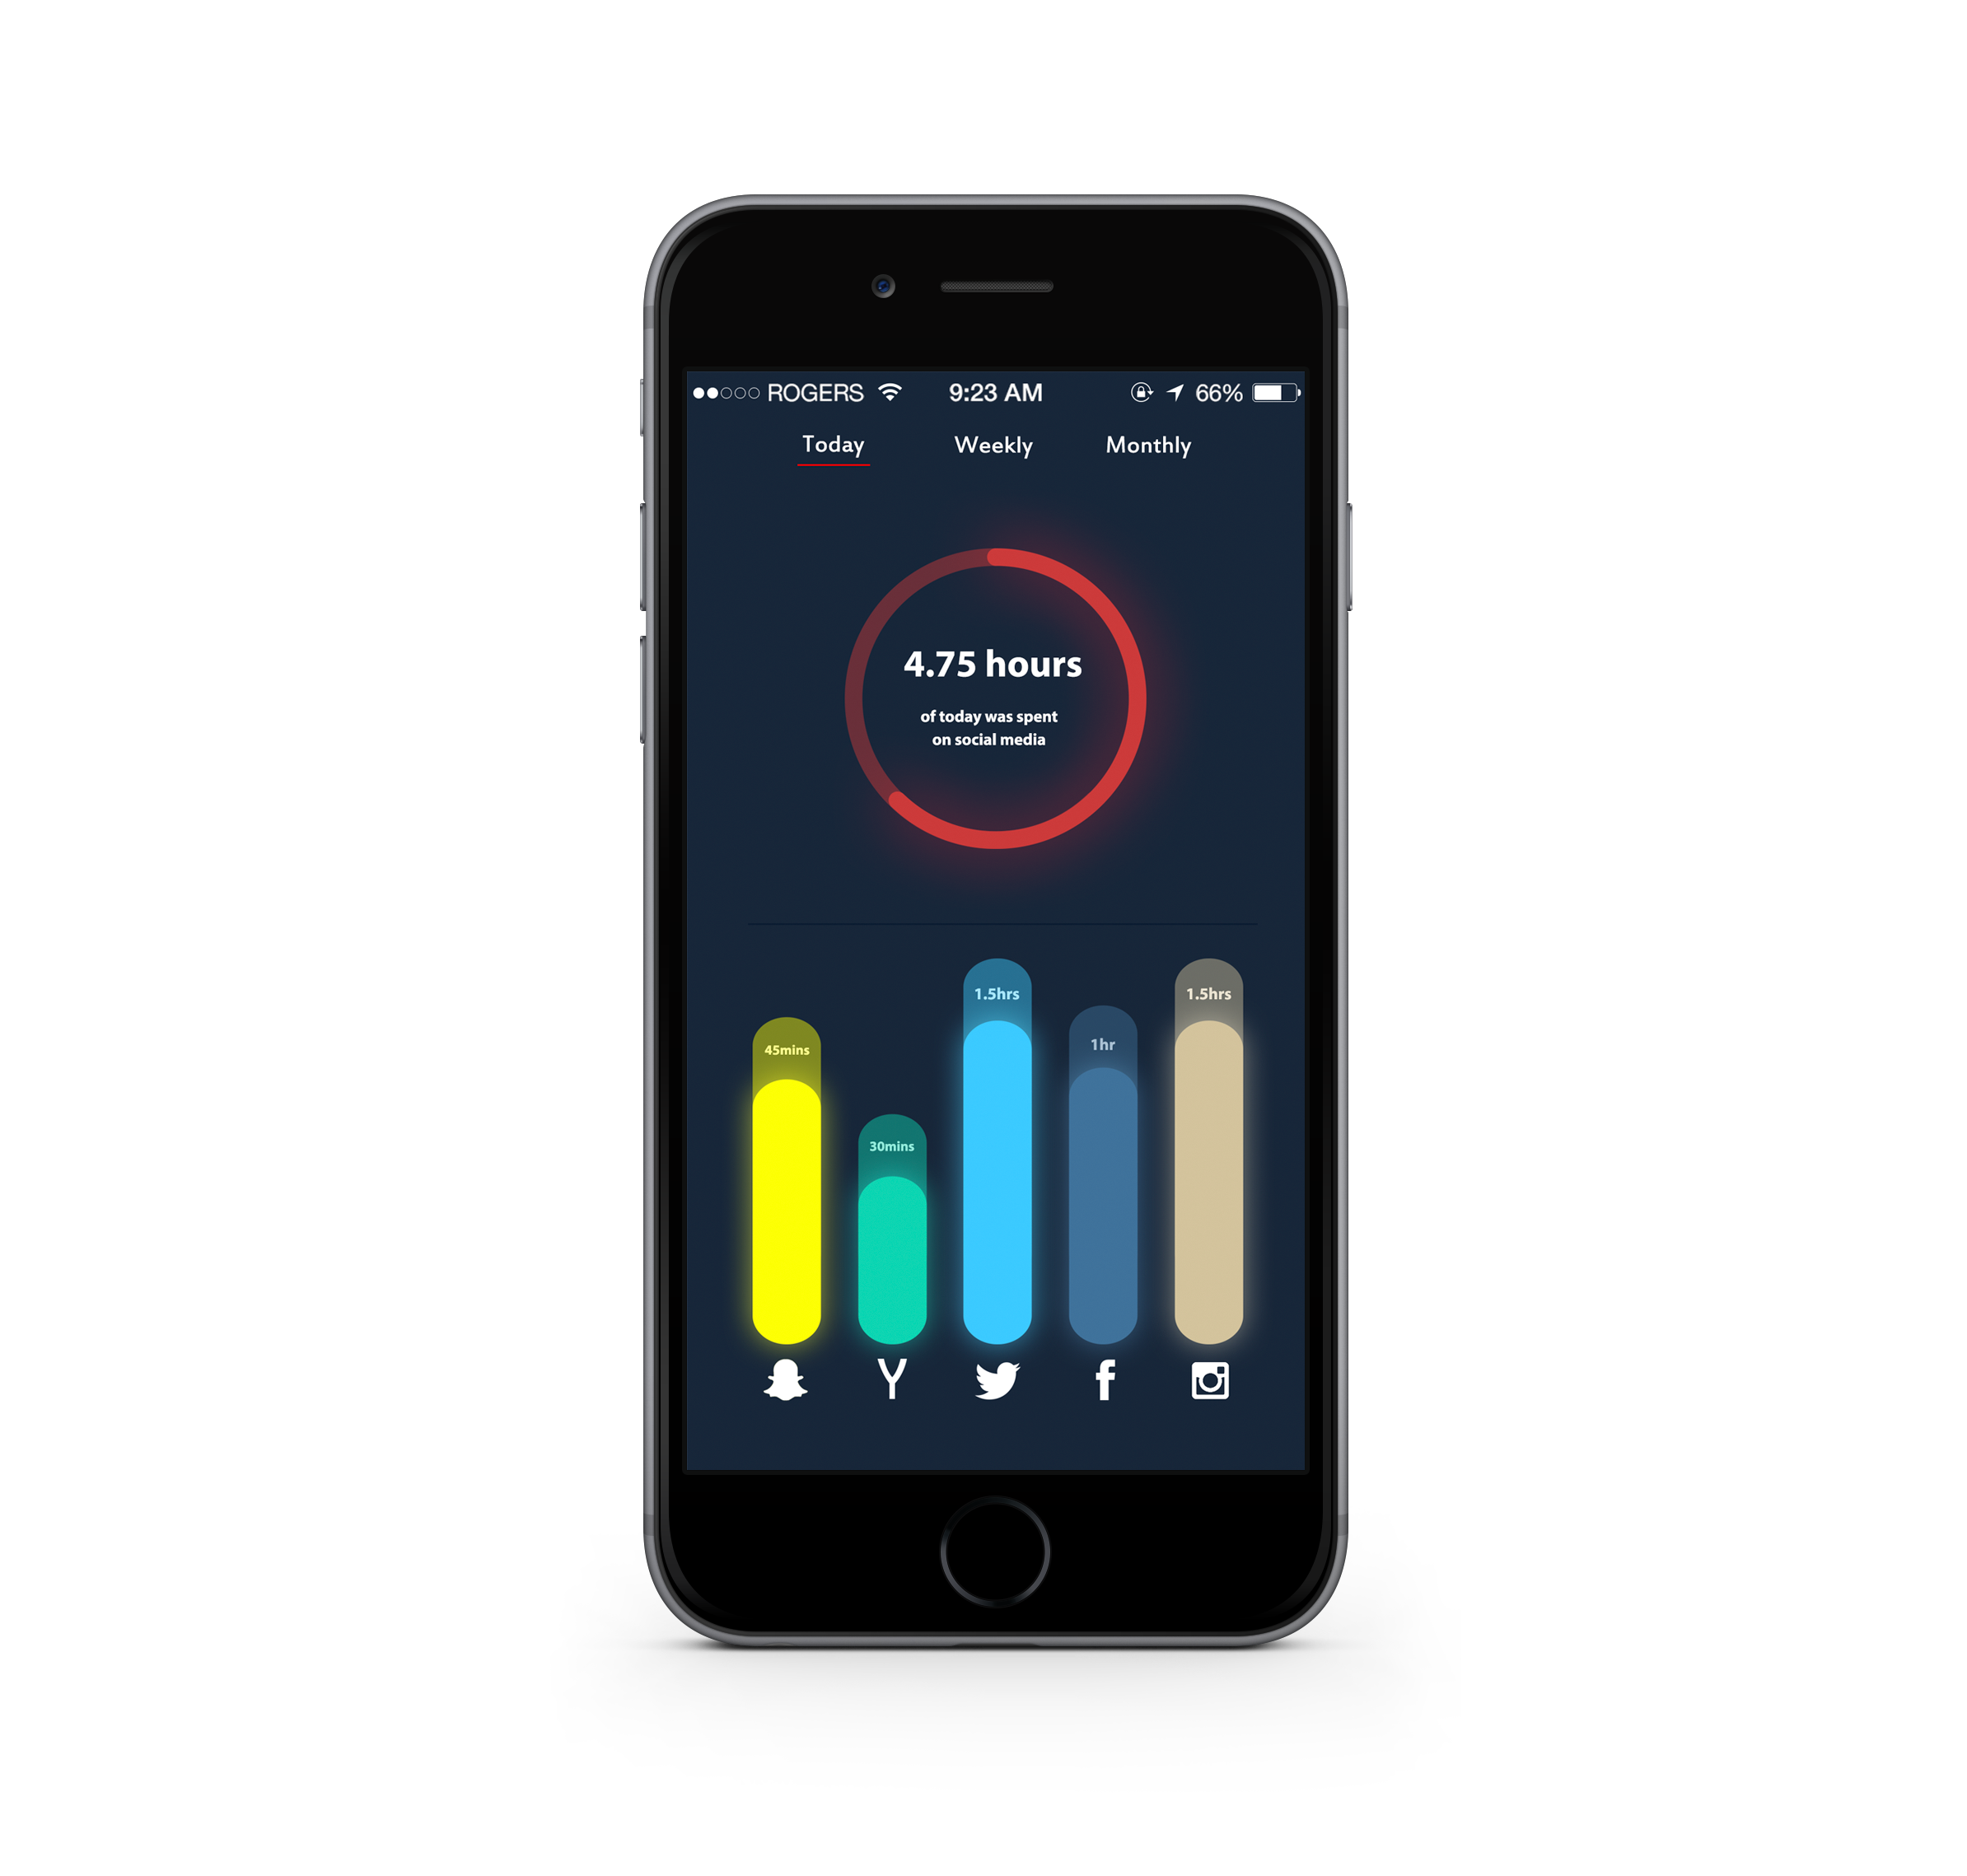 ROGERS 9:23 AM 66%
Today Weekly Monthly
4.75 hours
of today was spent
on social media
45mins 30mins 1.5hrs 1hr 1.5hrs